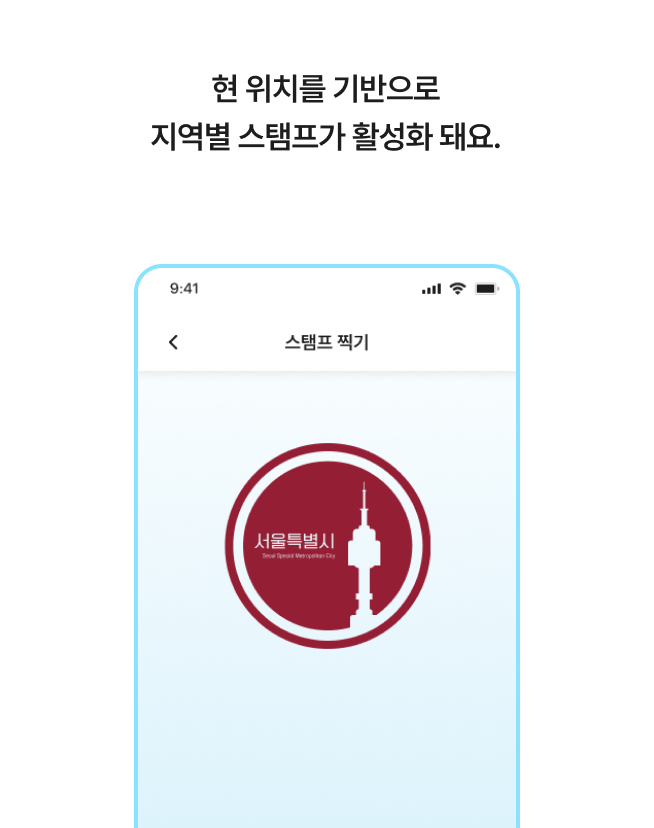 현 위치를 기반으로
지역별 스탬프가 활성화 돼요.
9:41
스탬프 찍기
서울특별시
Seoul Special Metropolitan City